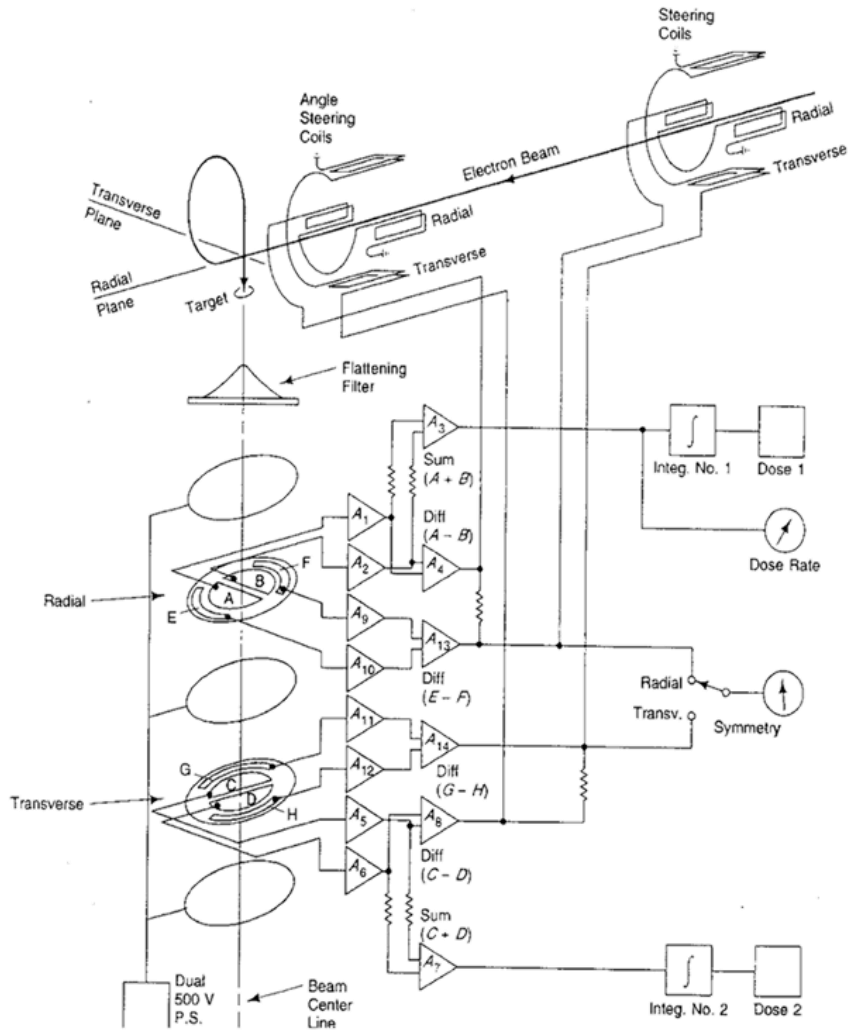 Steering
Coils
Angle
Steering
Coils
Radial
Electron Beam
Transverse
Transverse
Plane
Radial
Radial
Plane
Transverse
Target
Flattening
Filter
A3
Sum
(A + B)
∫
Integ. No. 1
Dose 1
A1
Diff
(A − B)
A2
A4
Dose Rate
F
B
A
Radial
E
A9
A13
A10
Diff
(E − F)
Radial
Transv.
Symmetry
A11
A14
G
C
A12
Diff
(G − H)
Transverse
D
H
A5
A8
A6
Diff
(C − D)
Sum
(C + D)
A7
∫
Integ. No. 2
Dose 2
Dual
500 V
P.S.
Beam
Center
Line